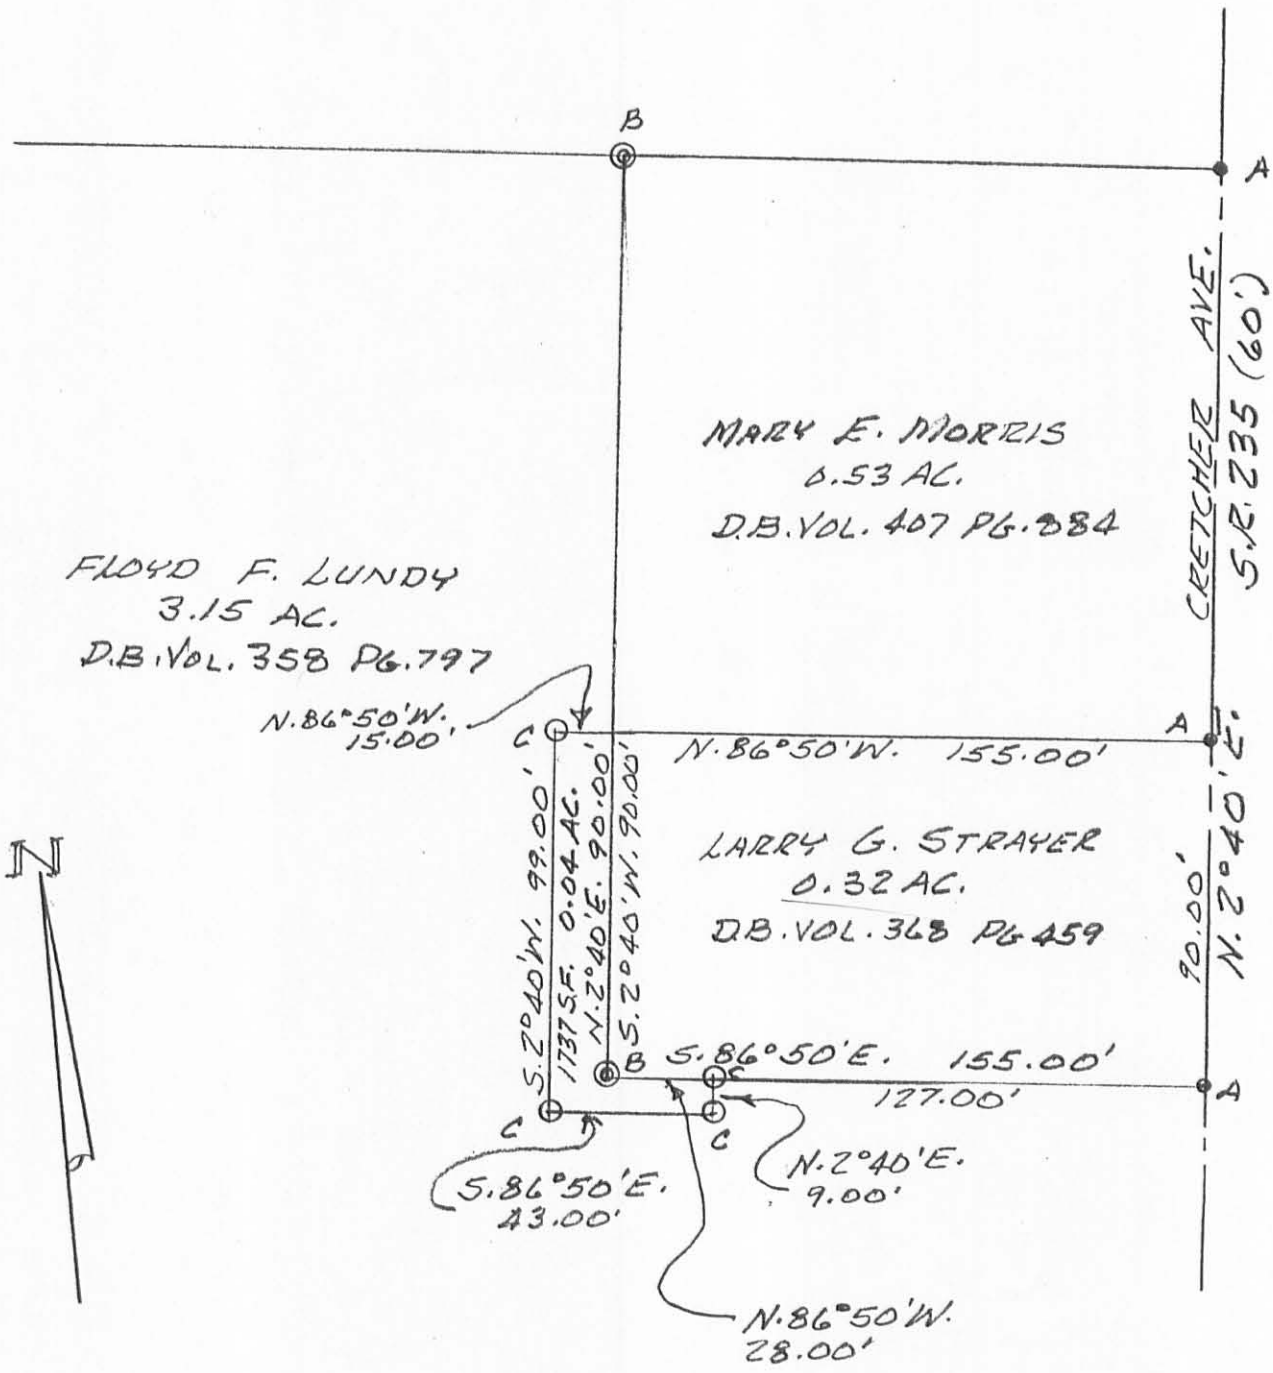 B
A
CRETCHER AVE.
S.R. 235 (60')
MARY E. MORRIS
0.53 AC.
D.B. VOL. 407 PG. 884
FLOYD F. LUNDY
3.15 AC.
D.B. VOL. 358 PG. 797
N. 86° 50' W.
15.00'
C
A
N. 86° 50' W. 155.00'
S. 2° 40' W. 99.00'
1737 S.F. 0.04 AC.
N. 2° 40' E. 90.00'
S. 2° 40' W. 90.00'
LARRY G. STRAYER
0.32 AC.
D.B. VOL. 368 PG 459
90.00'
N. 2° 40' E.
N
B
S. 86° 50' E. 155.00'
C
127.00'
A
C
C
S. 86° 50' E.
43.00'
N. 2° 40' E.
9.00'
N. 86° 50' W.
28.00'